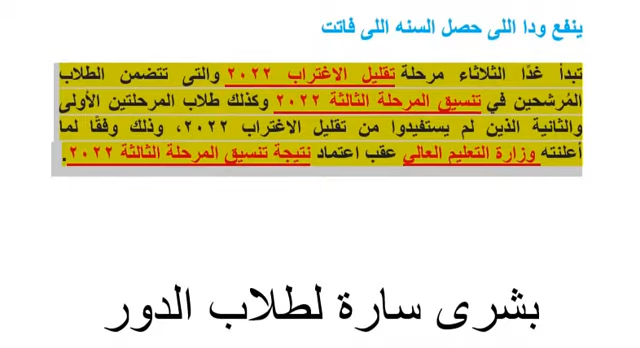 ينفع ودا اللى حصل السنه اللى فاتت
تبدأ غدًا الثلاثاء مرحلة تقليل الاغتراب ٢٠٢٢ والتى تتضمن الطلاب
المُرشحين في تنسيق المرحلة الثالثة ٢٠٢٢ وكذلك طلاب المرحلتين الأولى
والثانية الذين لم يستفيدوا من تقليل الاغتراب ٢٠٢٢، وذلك وفقًا لما
أعلنته وزارة التعليم العالي عقب اعتماد نتيجة تنسيق المرحلة الثالثة ٢٠٢٢.
بشرى سارة لطلاب الدور